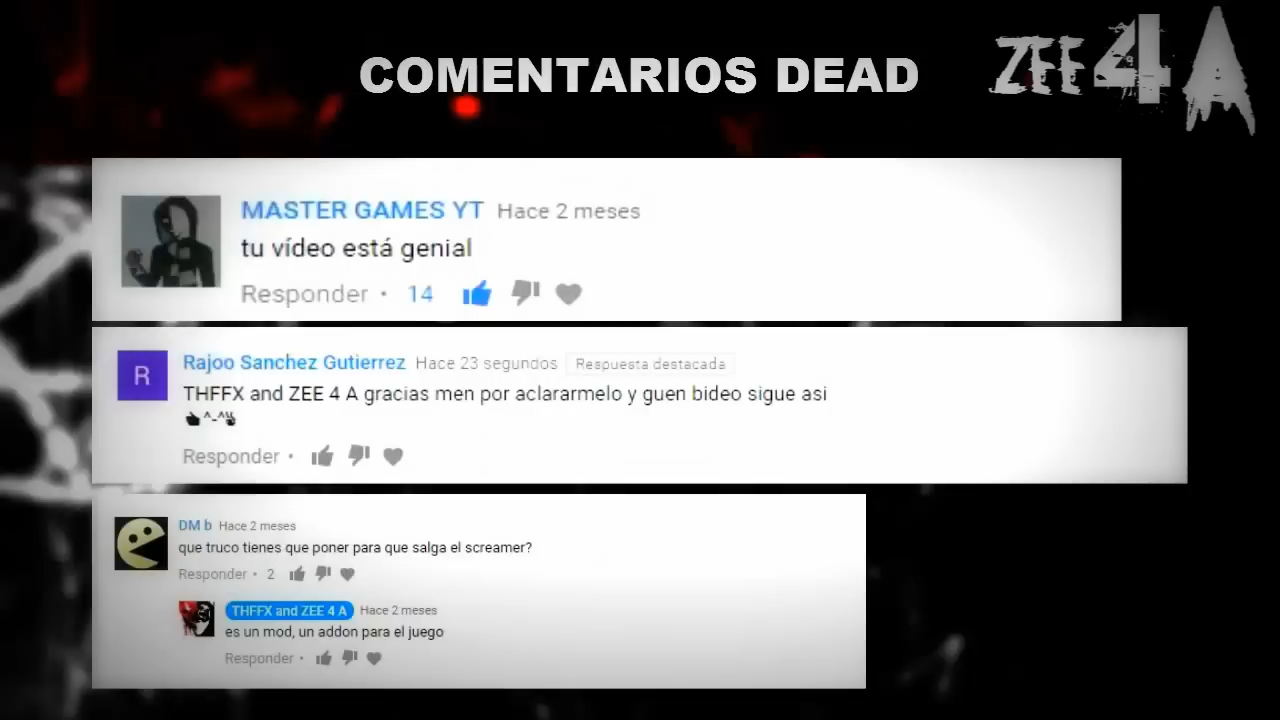 COMENTARIOS DEAD
ZEE 4 A
MASTER GAMES YT Hace 2 meses
tu vídeo está genial
Responder · 14
R
Rajoo Sanchez Gutierrez Hace 23 segundos Respuesta destacada
THFFX and ZEE 4 A gracias men por aclararmelo y guen bideo sigue asi
^-^
Responder ·
DM b Hace 2 meses
que truco tienes que poner para que salga el screamer?
Responder · 2
THFFX and ZEE 4 A Hace 2 meses
es un mod, un addon para el juego
Responder ·